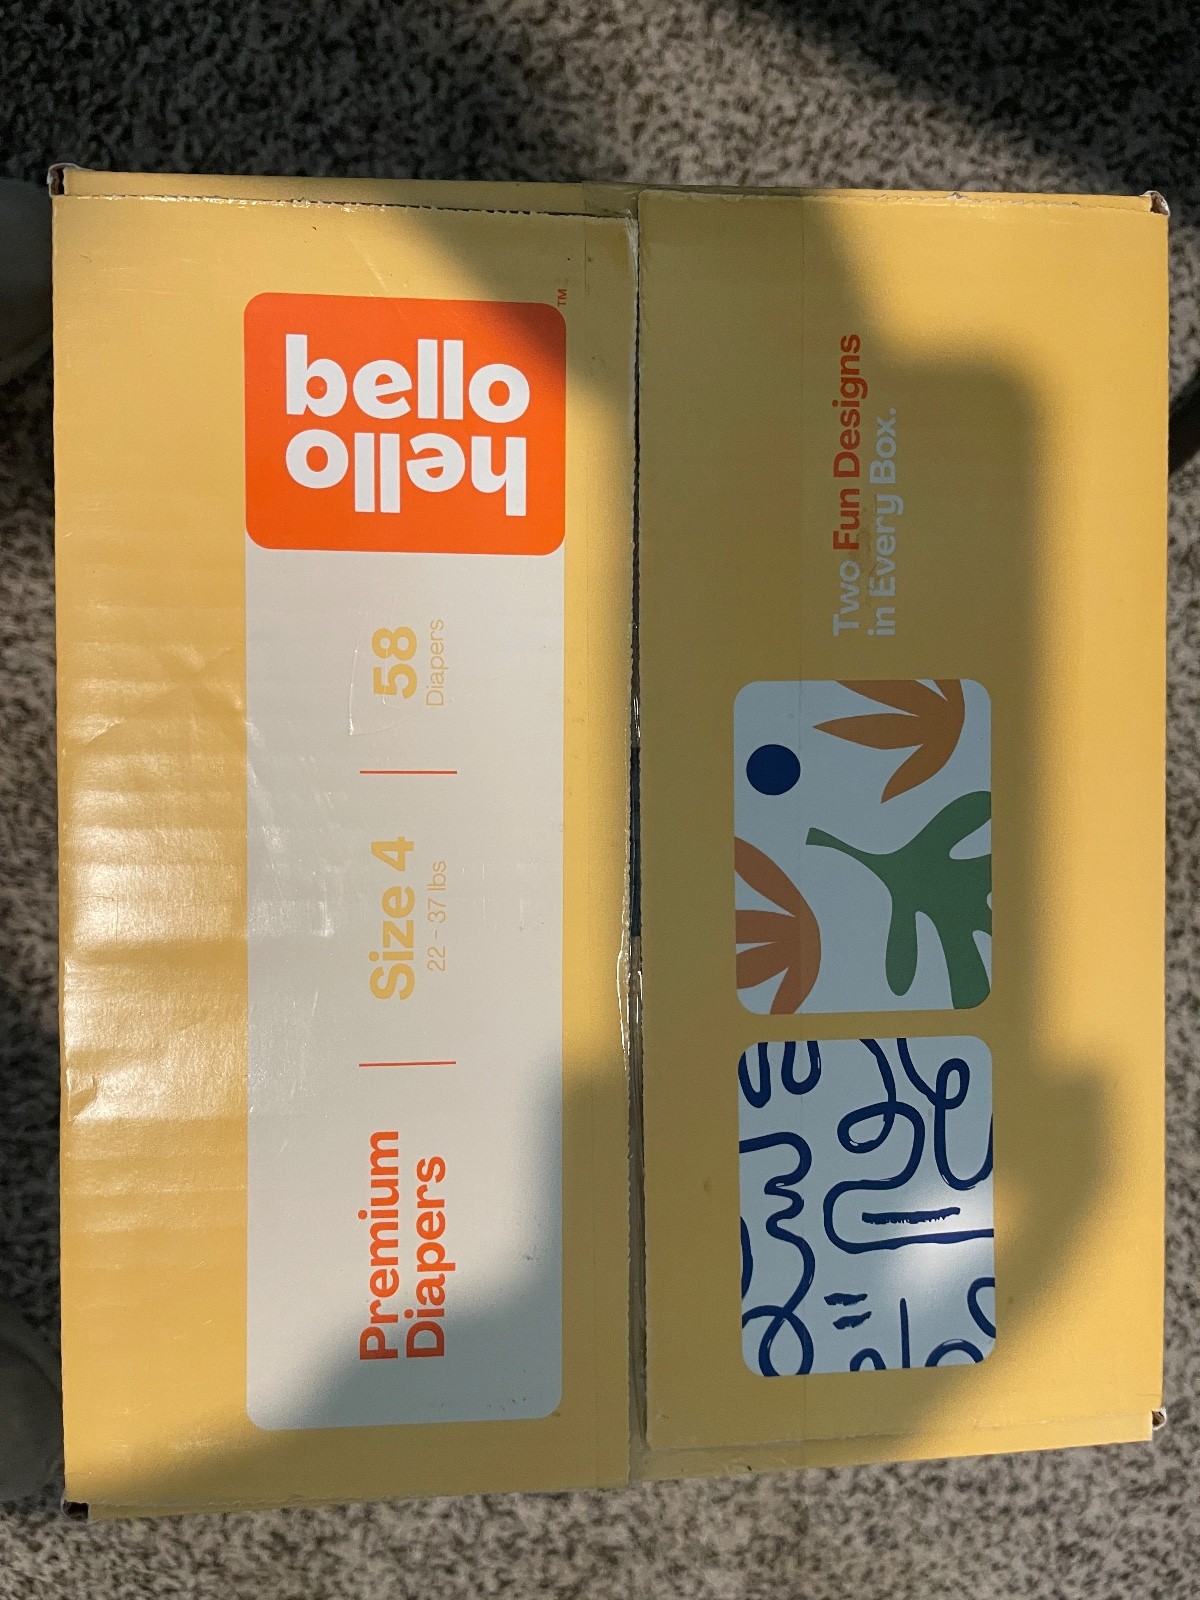 Premium
Diapers
Size 4
22 - 37 lbs
58
Diapers
hello
bello
™
Two Fun Designs
in Every Box.